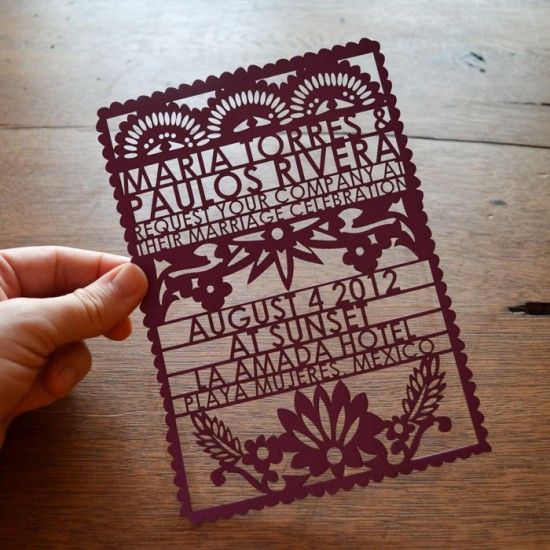 MARIA TORRES &
PAULOS RIVERA
REQUEST YOUR COMPANY AT
THEIR MARRIAGE CELEBRATION
AUGUST 4 2012
AT SUNSET
LA AMADA HOTEL
PLAYA MUJERES, MEXICO